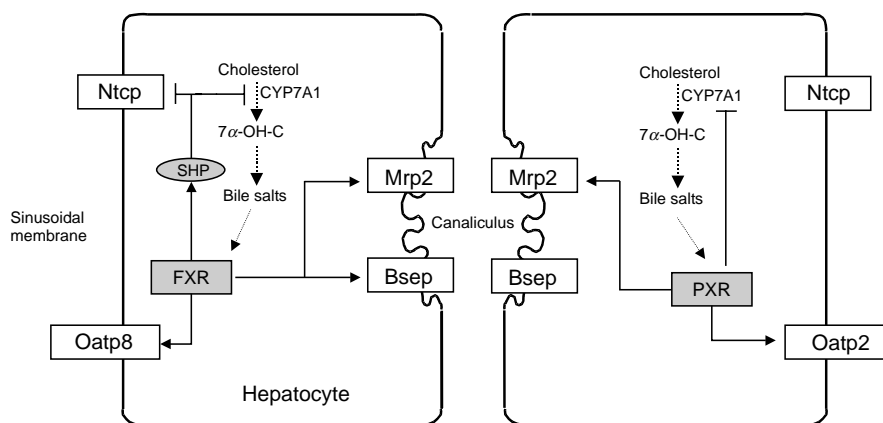 Ntcp
Cholesterol
CYP7A1
7α-OH-C
SHP
Bile salts
Sinusoidal
membrane
FXR
Oatp8
Hepatocyte
Mrp2
Bsep
Canaliculus
Mrp2
Bsep
Cholesterol
CYP7A1
7α-OH-C
Bile salts
PXR
Ntcp
Oatp2